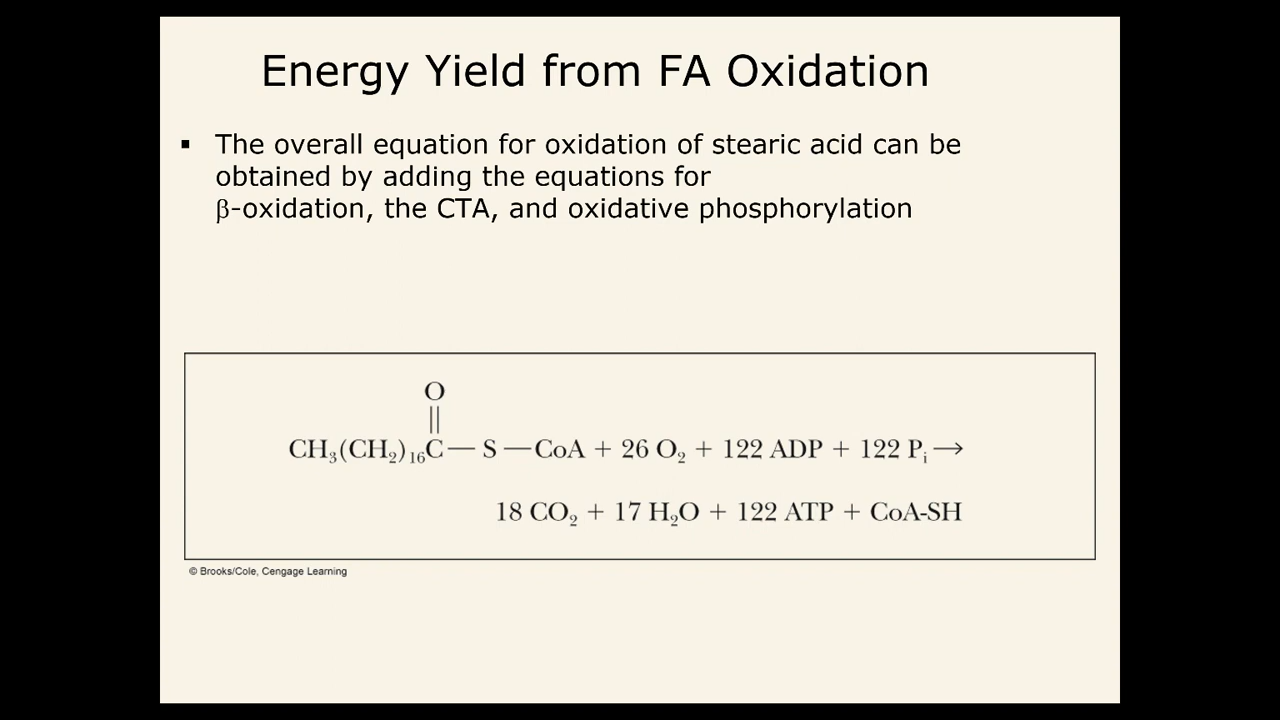 Energy Yield from FA Oxidation
▪ The overall equation for oxidation of stearic acid can be
obtained by adding the equations for
β-oxidation, the CTA, and oxidative phosphorylation
O
||
CH₃(CH₂)₁₆C — S — CoA + 26 O₂ + 122 ADP + 122 Pᵢ ⟶
18 CO₂ + 17 H₂O + 122 ATP + CoA-SH
© Brooks/Cole, Cengage Learning